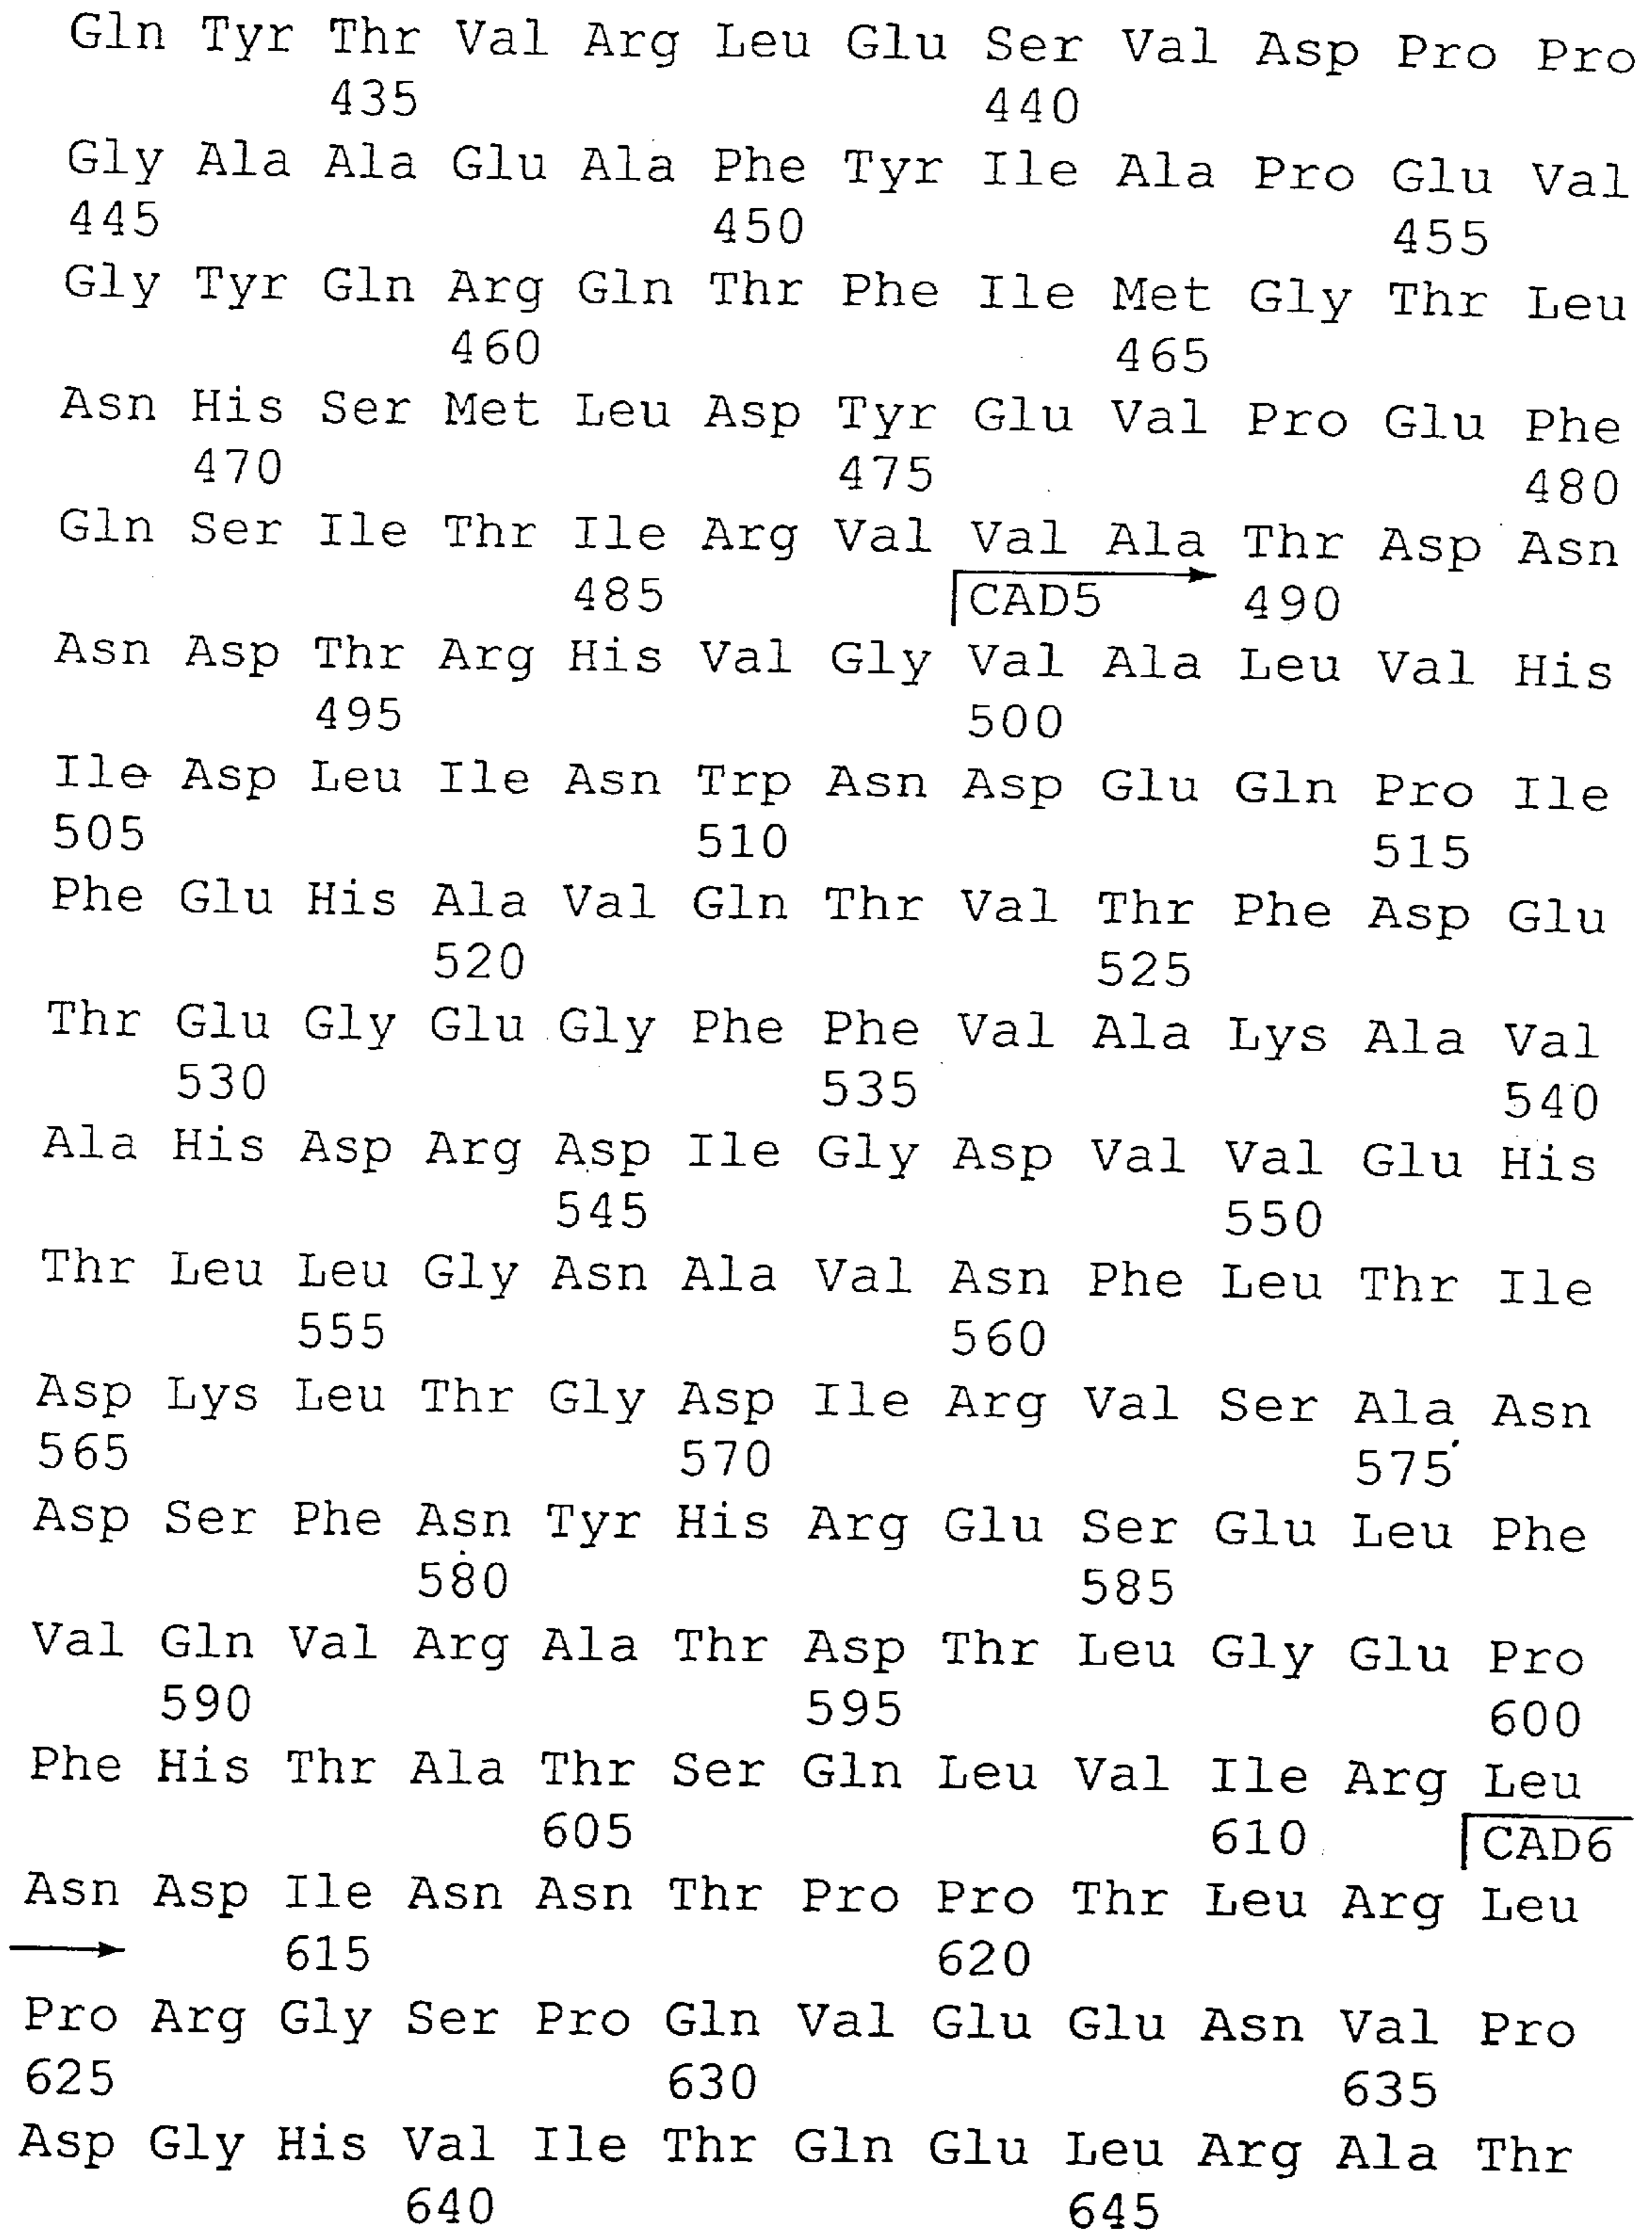 Gln Tyr Thr Val Arg Leu Glu Ser Val Asp Pro Pro
435 440
Gly Ala Ala Glu Ala Phe Tyr Ile Ala Pro Glu Val
445 450 455
Gly Tyr Gln Arg Gln Thr Phe Ile Met Gly Thr Leu
460 465
Asn His Ser Met Leu Asp Tyr Glu Val Pro Glu Phe
470 475 480
Gln Ser Ile Thr Ile Arg Val Val Ala Thr Asp Asn
485 CAD5 490
Asn Asp Thr Arg His Val Gly Val Ala Leu Val His
495 500
Ile Asp Leu Ile Asn Trp Asn Asp Glu Gln Pro Ile
505 510 515
Phe Glu His Ala Val Gln Thr Val Thr Phe Asp Glu
520 525
Thr Glu Gly Glu Gly Phe Phe Val Ala Lys Ala Val
530 535 540
Ala His Asp Arg Asp Ile Gly Asp Val Val Glu His
545 550
Thr Leu Leu Gly Asn Ala Val Asn Phe Leu Thr Ile
555 560
Asp Lys Leu Thr Gly Asp Ile Arg Val Ser Ala Asn
565 570 575
Asp Ser Phe Asn Tyr His Arg Glu Ser Glu Leu Phe
580 585
Val Gln Val Arg Ala Thr Asp Thr Leu Gly Glu Pro
590 595 600
Phe His Thr Ala Thr Ser Gln Leu Val Ile Arg Leu
605 610 CAD6
Asn Asp Ile Asn Asn Thr Pro Pro Thr Leu Arg Leu
615 620
Pro Arg Gly Ser Pro Gln Val Glu Glu Asn Val Pro
625 630 635
Asp Gly His Val Ile Thr Gln Glu Leu Arg Ala Thr
640 645